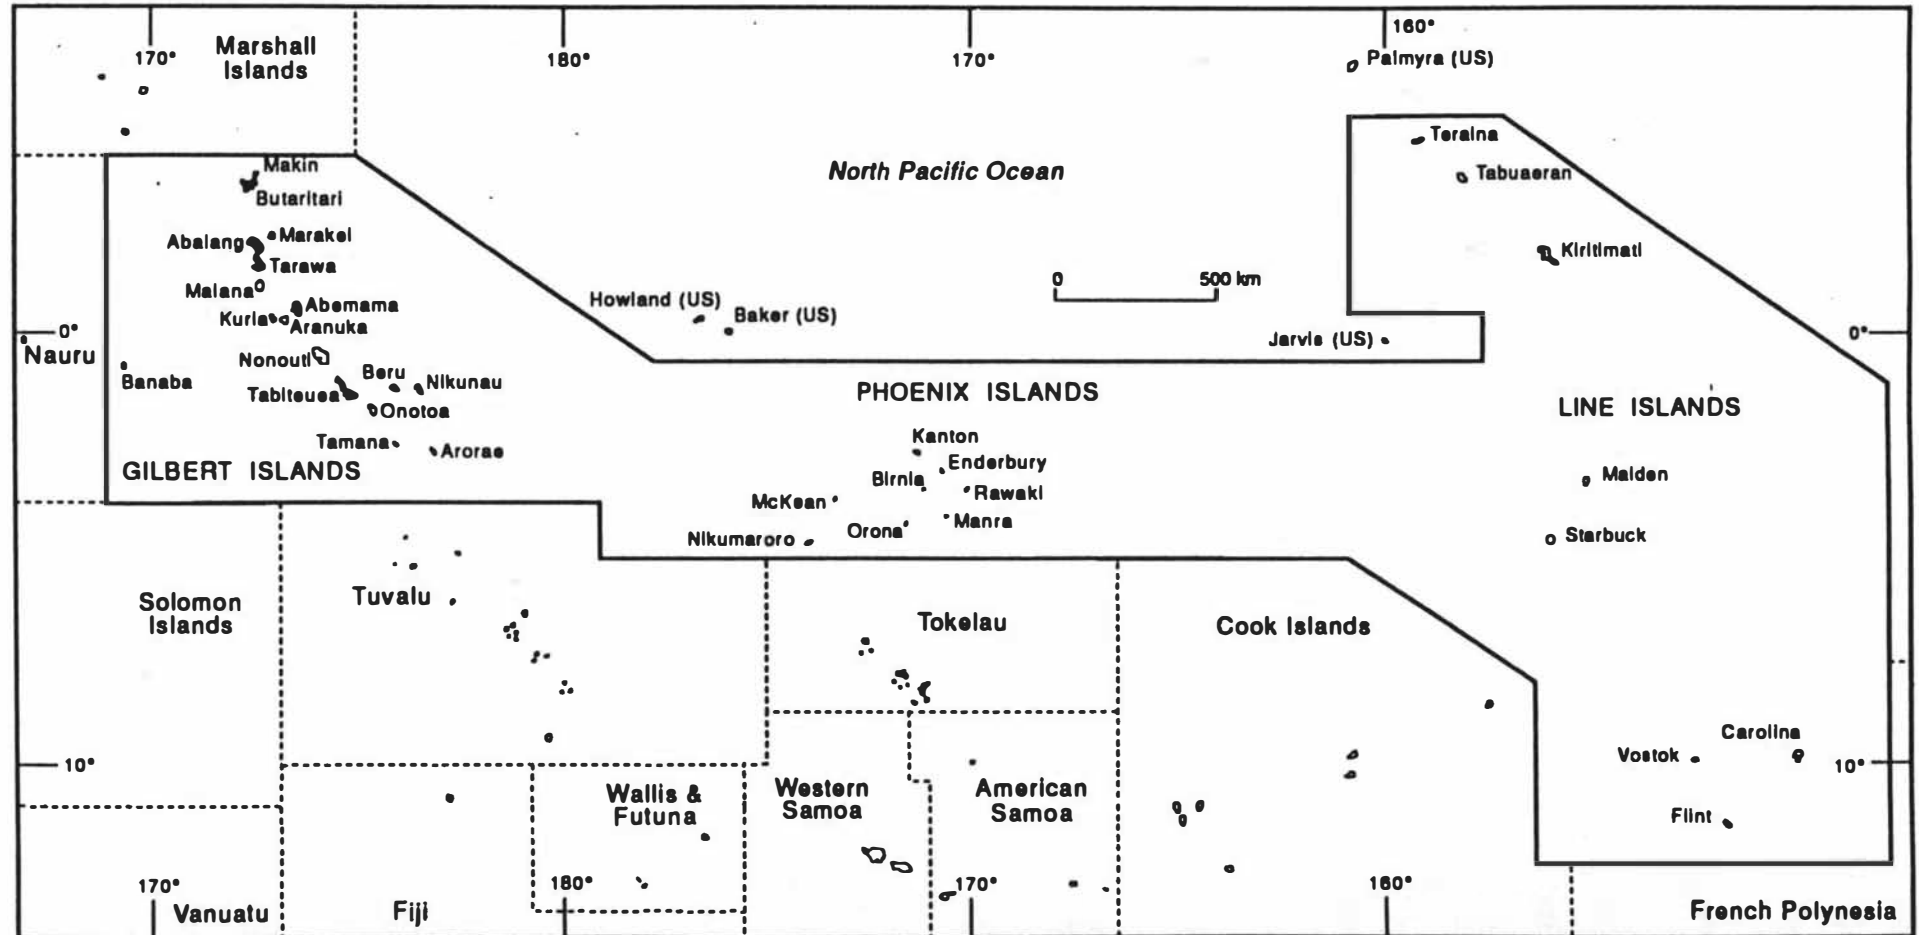 170°
Marshall
Islands
180°
170°
160°
Palmyra (US)
Teraina
Tabuaeran
North Pacific Ocean
Makin
Butaritari
Marakei
Abaiang
Tarawa
Kiritimati
Maiana
Abemama
Kuria
Aranuka
0
500 km
Howland (US)
Baker (US)
Jarvis (US)
0°
0°
Nauru
Banaba
Nonouti
Beru
Nikunau
Tabiteuea
Onotoa
Tamana
Arorae
GILBERT ISLANDS
PHOENIX ISLANDS
LINE ISLANDS
Kanton
Enderbury
Birnie
Rawaki
McKean
Manra
Orona
Nikumaroro
Malden
Starbuck
Solomon
Islands
Tuvalu
Tokelau
Cook Islands
Carolina
Vostok
10°
10°
Flint
Wallis &
Futuna
Western
Samoa
American
Samoa
170°
180°
170°
160°
Vanuatu
Fiji
French Polynesia